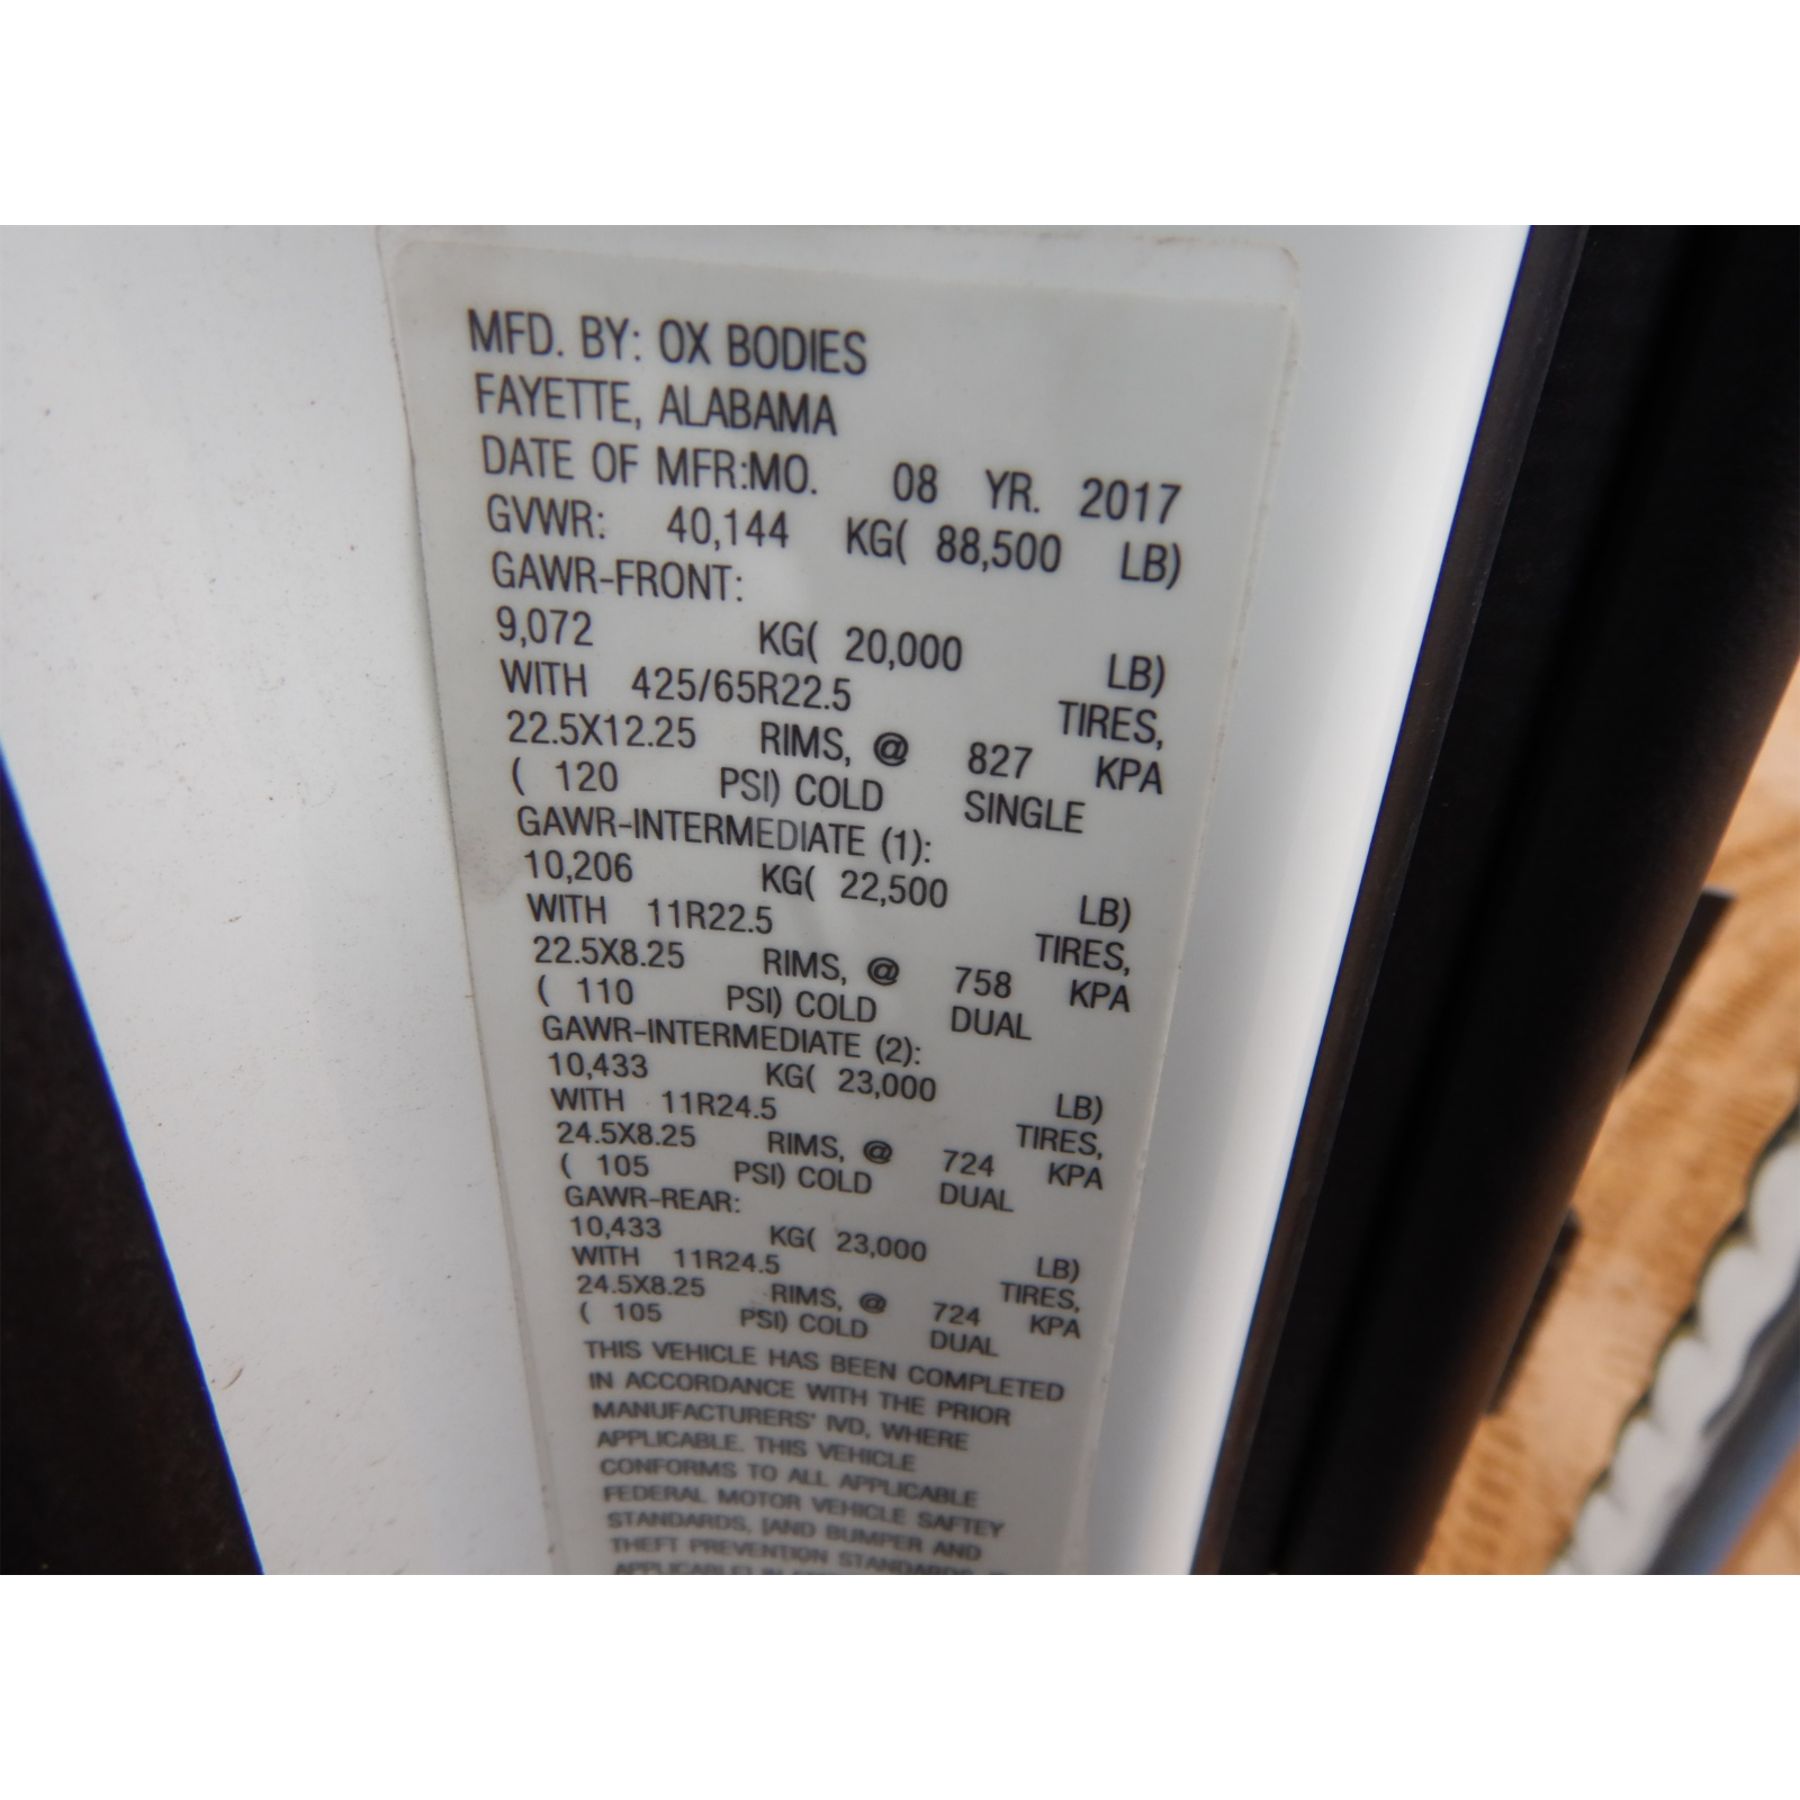 MFD. BY: OX BODIES
FAYETTE, ALABAMA
DATE OF MFR:MO. 08 YR. 2017
GVWR: 40,144 KG( 88,500 LB)
GAWR-FRONT:
9,072 KG( 20,000 LB)
WITH 425/65R22.5 TIRES,
22.5X12.25 RIMS, @ 827 KPA
( 120 PSI) COLD SINGLE
GAWR-INTERMEDIATE (1):
10,206 KG( 22,500 LB)
WITH 11R22.5 TIRES,
22.5X8.25 RIMS, @ 758 KPA
( 110 PSI) COLD DUAL
GAWR-INTERMEDIATE (2):
10,433 KG( 23,000 LB)
WITH 11R24.5 TIRES,
24.5X8.25 RIMS, @ 724 KPA
( 105 PSI) COLD DUAL
GAWR-REAR:
10,433 KG( 23,000 LB)
WITH 11R24.5 TIRES,
24.5X8.25 RIMS, @ 724 KPA
( 105 PSI) COLD DUAL
THIS VEHICLE HAS BEEN COMPLETED
IN ACCORDANCE WITH THE PRIOR
MANUFACTURERS' IVD, WHERE
APPLICABLE. THIS VEHICLE
CONFORMS TO ALL APPLICABLE
FEDERAL MOTOR VEHICLE SAFTEY
STANDARDS, [AND BUMPER AND
THEFT PREVENTION STANDARDS,